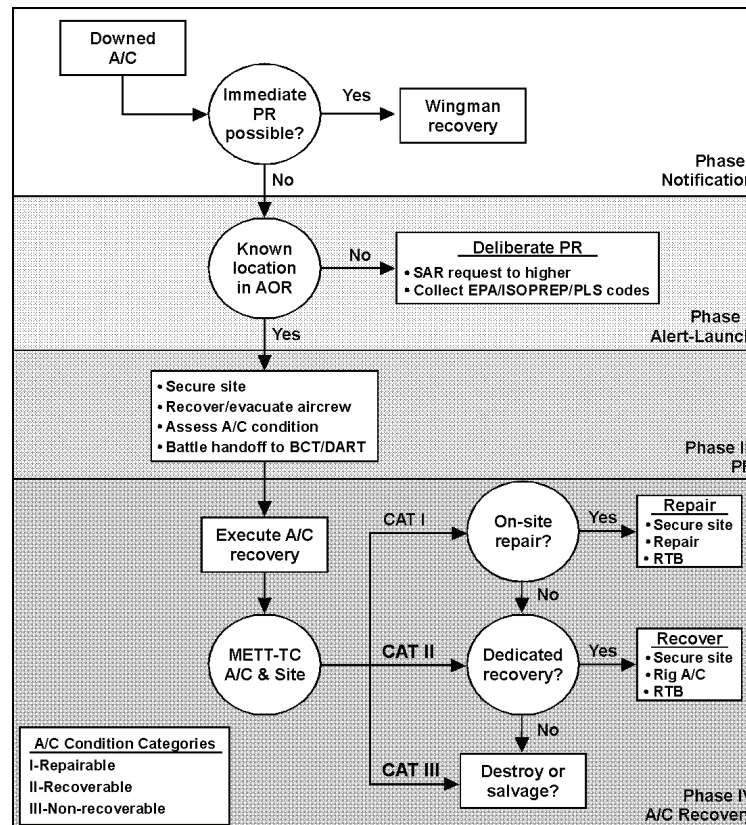 Downed
A/C
Immediate
PR
possible?
Yes
Wingman
recovery
Phase
Notification
No
Known
location
in AOR
No
Deliberate PR
• SAR request to higher
• Collect EPA/ISOPREP/PLS codes
Phase
Alert-Launch
Yes
• Secure site
• Recover/evacuate aircrew
• Assess A/C condition
• Battle handoff to BCT/DART
Phase II
Execute A/C
recovery
CAT I
On-site
repair?
Yes
Repair
• Secure site
• Repair
• RTB
No
METT-TC
A/C & Site
CAT II
Dedicated
recovery?
Yes
Recover
• Secure site
• Rig A/C
• RTB
No
CAT III
Destroy or
salvage?
A/C Condition Categories
I-Repairable
II-Recoverable
III-Non-recoverable
Phase IV
A/C Recovery